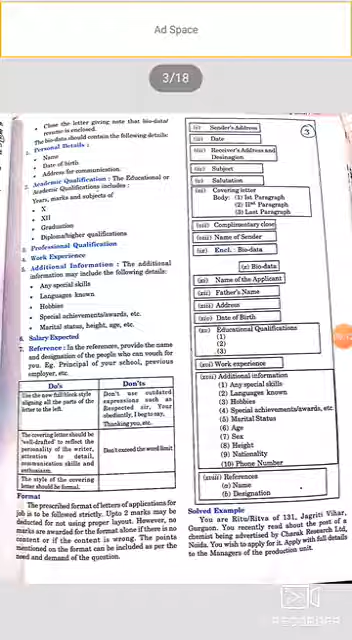 Ad Space
3/18
• Close the letter giving note that bio-data/
resume is enclosed.
The bio-data should contain the following details:
1. Personal Details :
• Name
• Date of birth
• Address for communication.
2. Academic Qualification : The Educational or
Academic Qualifications includes :
Years, marks and subjects of
• X
• XII
• Graduation
• Diploma/higher qualifications
3. Professional Qualification
4. Work Experience
5. Additional Information : The additional
information may include the following details:
• Any special skills
• Languages known
• Hobbies
• Special achievements/awards, etc.
• Marital status, height, age, etc.
6. Salary Expected
7. Reference : In the reference, provide the name
and designation of the people who can vouch for
you. Eg. Principal of your school, previous
employer, etc.
Do's
Don'ts
Use the new full block style
aligning all the parts of the
letter to the left.
Don't use outdated
expressions such as
Respected sir, Your
obediently, I beg to say,
Thanking you, etc.
The covering letter should be
well-drafted to reflect the
personality of the writer,
attention to detail,
communication skills and
enthusiasm.
Don't exceed the word limit
The style of the covering
letter should be formal.
Format
The prescribed format of letters of application for
job is to be followed strictly. Upto 2 marks may be
deducted for not using proper layout. However, no
marks are awarded for the format alone if there is no
content or if the content is wrong. The points
mentioned on the format can be included as per the
need and demand of the question.
(i) Sender's Address
3
(ii) Date
(iii) Receiver's Address and
Desinagion
(iv) Subject
(v) Salutation
(vi) Covering letter
Body: (1) Ist Paragraph
(2) IInd Paragraph
(3) Last Paragraph
(vii) Complimentary close
(viii) Name of Sender
(ix) Encl. : Bio-data
(x) Bio-data
(xi) Name of the Applicant
(xii) Father's Name
(xiii) Address
(xiv) Date of Birth
(xv) Educational Qualifications
(1)
(2)
(3)
(xvi) Work experience
(xvii) Additional information
(1) Any special skills
(2) Languages known
(3) Hobbies
(4) Special achievements/awards, etc
(5) Marital Status
(6) Age
(7) Sex
(8) Height
(9) Nationality
(10) Phone Number
(xviii) References
(a) Name
(b) Designation
Solved Example
You are Ritu/Ritva of 131, Jagriti Vihar,
Gurgaon. You recently read about the post of a
chemist being advertised by Charak Research Ltd,
Noida. You wish to apply for it. Apply with full details
to the Managers of the production unit.